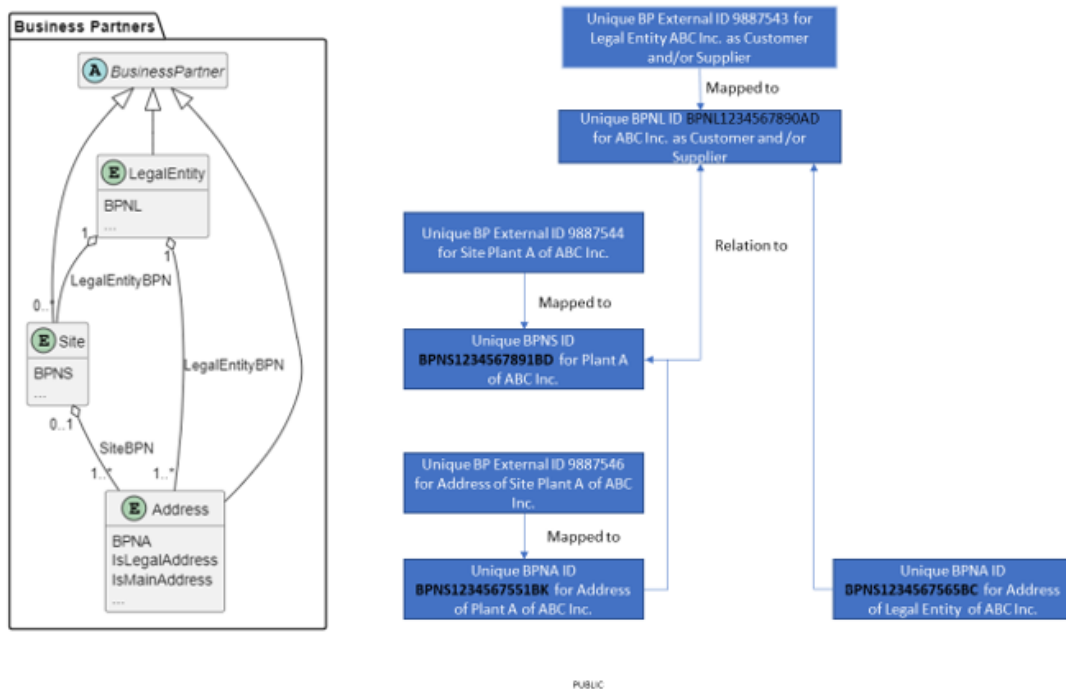 Business Partners
A BusinessPartner
E LegalEntity
BPNL
...
1
1
LegalEntityBPN
0..*
E Site
BPNS
...
LegalEntityBPN
0..1
SiteBPN
1..*
1..*
E Address
BPNA
IsLegalAddress
IsMainAddress
...
Unique BP External ID 9887543 for
Legal Entity ABC Inc. as Customer
and/or Supplier
Mapped to
Unique BPNL ID BPNL1234567890AD
for ABC Inc. as Customer and /or
Supplier
Unique BP External ID 9887544
for Site Plant A of ABC Inc.
Relation to
Mapped to
Unique BPNS ID
BPNS1234567891BD for Plant A
of ABC Inc.
Unique BP External ID 9887546
for Address of Site Plant A of ABC
Inc.
Mapped to
Unique BPNA ID
BPNS1234567551BK for Address
of Plant A of ABC Inc.
Unique BPNA ID
BPNS1234567565BC for Address
of Legal Entity of ABC Inc.
PUBLIC